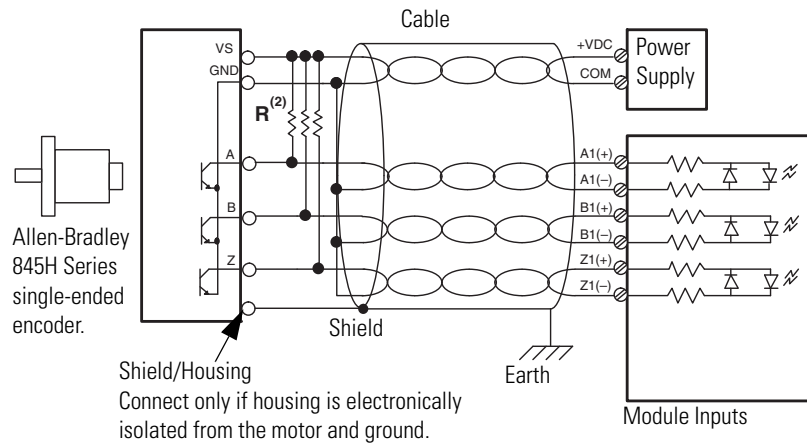 Cable
VS
GND
R(2)
A
B
Z
+VDC
COM
Power
Supply
A1(+)
A1(–)
B1(+)
B1(–)
Z1(+)
Z1(–)
Allen-Bradley
845H Series
single-ended
encoder.
Shield
Earth
Shield/Housing
Connect only if housing is electronically
isolated from the motor and ground.
Module Inputs